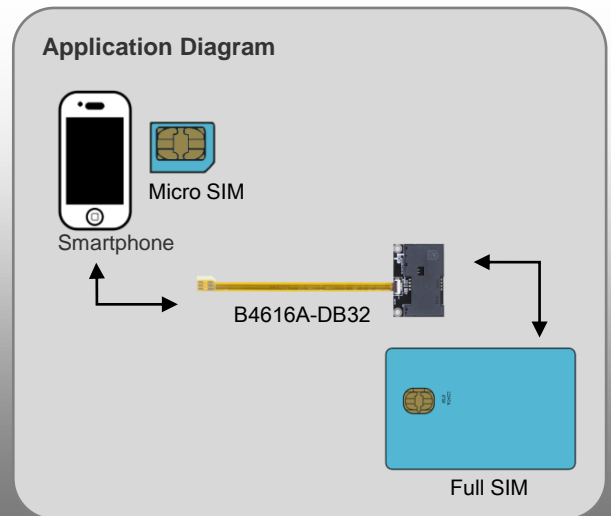 Application Diagram
Micro SIM
Smartphone
B4616A-DB32
Full SIM